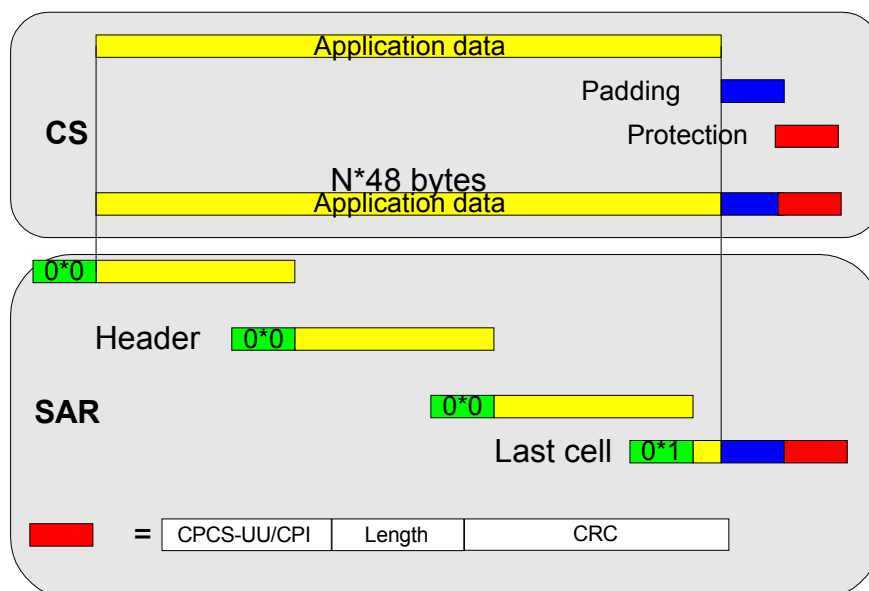 Application data
Padding
CS
Protection
N*48 bytes
Application data
0*0
Header
0*0
0*0
SAR
Last cell
0*1
=
CPCS-UU/CPI
Length
CRC